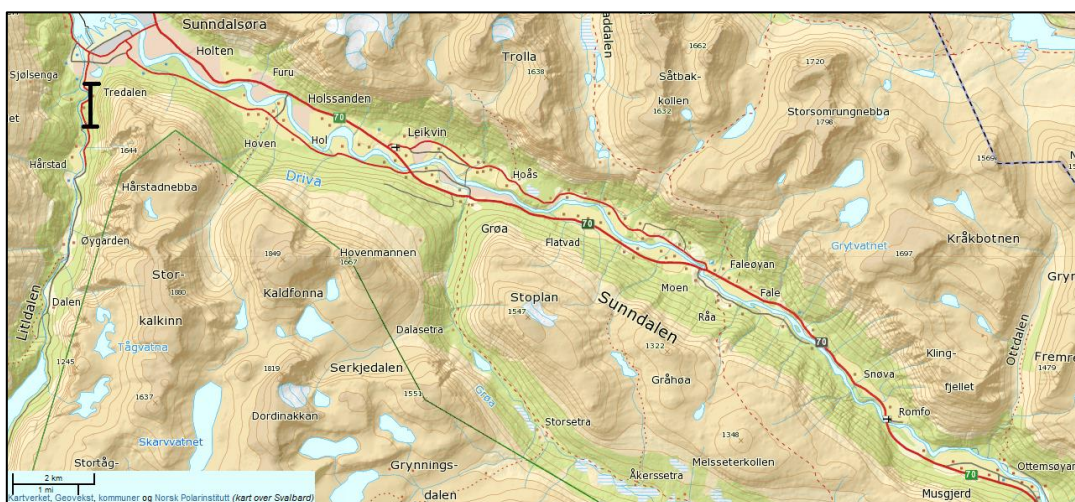 Sunndalsøra
Holten
Sjølsenga
Tredalen
et
Furu
Holssanden
70
Trolla
1638
addalen
1662
Såtbak-
kollen
1632
1720
Storsomrungnebba
1798
Leikvin
Hol
Hoven
1644
Hårstad
Hårstadnebba
Driva
Hoås
1569
N
Øygarden
1849
Hovenmannen
1667
Grøa
Flatvad
70
Faleøyan
Grytvatnet
1697
Kråkbotnen
Stor-
1880
kalkinn
Kaldfonna
Stoplan
1547
Moen
Fale
Gry
Litldalen
Dalen
Tågvatna
Dalasetra
Sunndalen
Råa
Ottdalen
1245
1819
Serkjedalen
1322
70
Kling-
fjellet
Fremre
1479
1637
Dordinakkan
1551
Grøa
Gråhøa
Snøva
Romfo
Skarvvatnet
Storsetra
1348
Stortåg-
Grynnings-
dalen
Åkerssetra
Melsseterkollen
70
Ottemsøyan
Musgjerd
2 km
1 mi
Kartverket, Geovekst, kommuner og Norsk Polarinstitutt (kart over Svalbard)